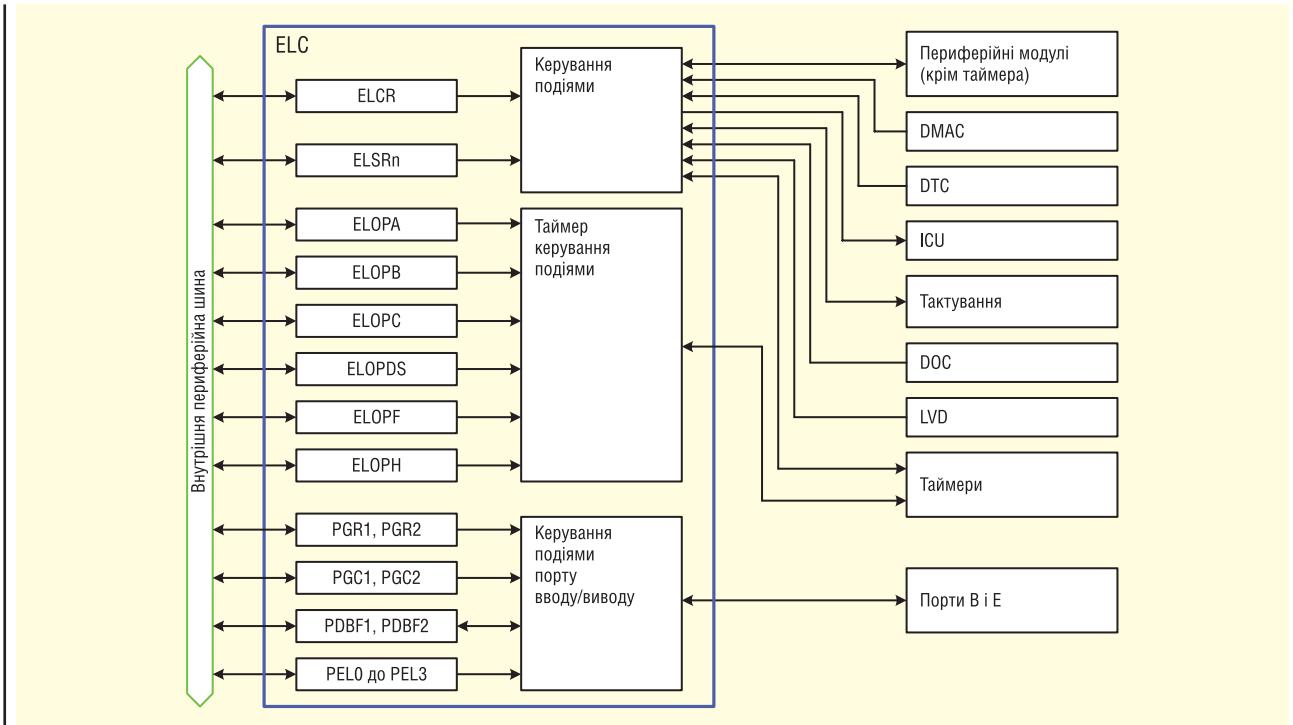 ELC
Внутрішня периферійна шина
ELCR
ELSRn
ELOPA
ELOPB
ELOPC
ELOPDS
ELOPF
ELOPH
PGR1, PGR2
PGC1, PGC2
PDBF1, PDBF2
PEL0 до PEL3
Керування
подіями
Таймер
керування
подіями
Керування
подіями
порту
вводу/виводу
Периферійні модулі
(крім таймера)
DMAC
DTC
ICU
Тактування
DOC
LVD
Таймери
Порти B і E